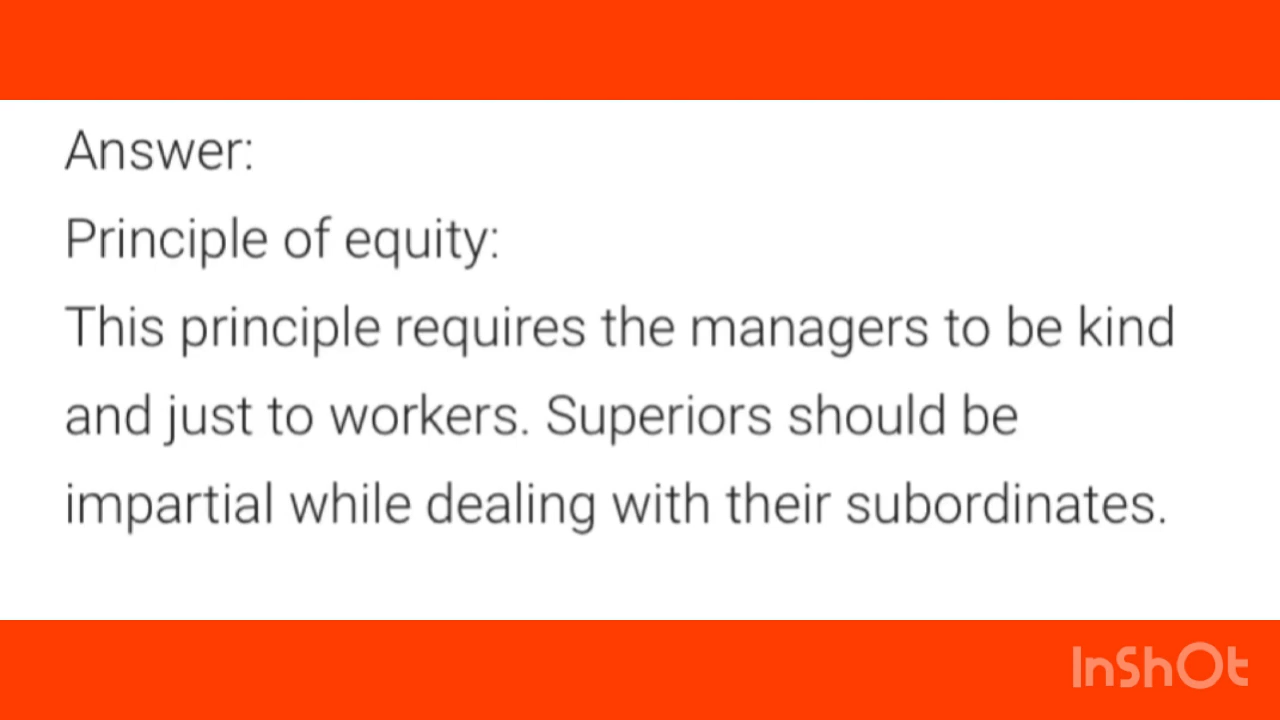 Answer:
Principle of equity:
This principle requires the managers to be kind
and just to workers. Superiors should be
impartial while dealing with their subordinates.
InShOt